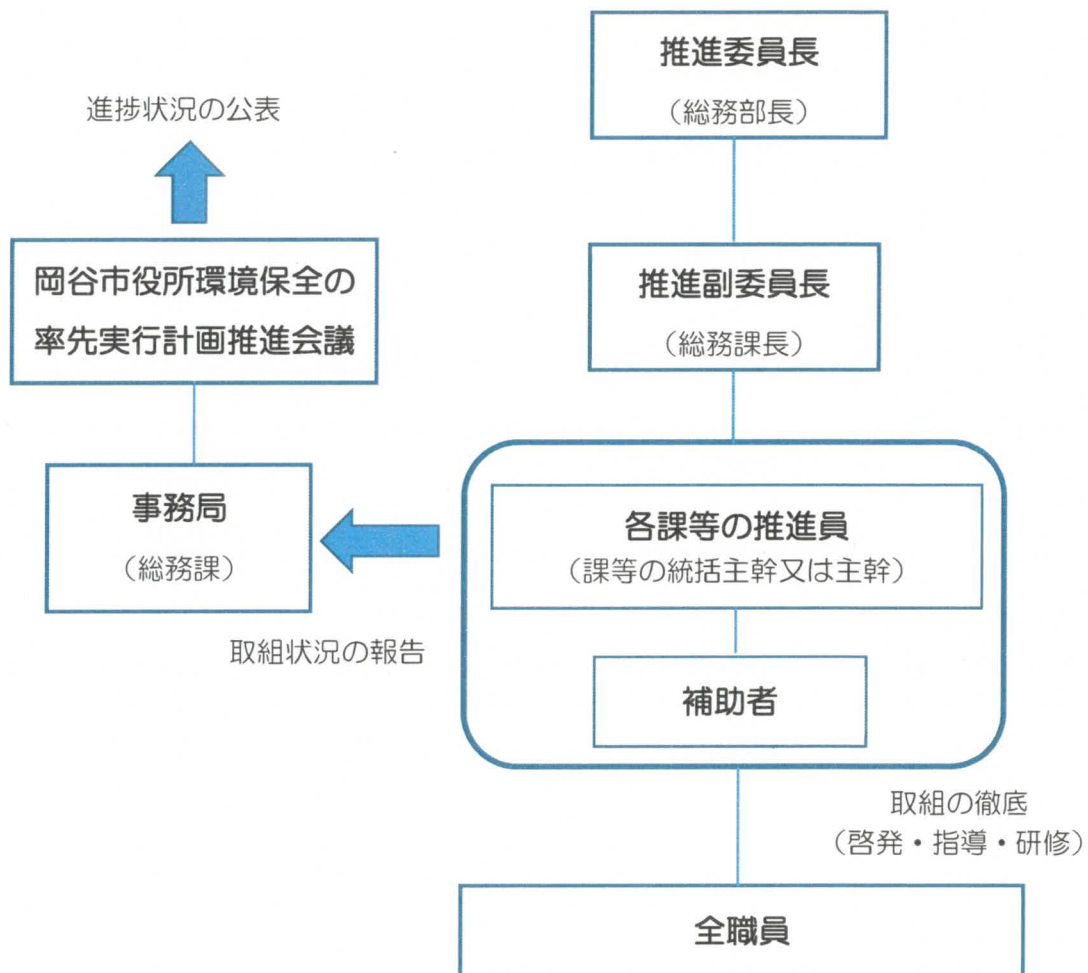 推進委員長
（総務部長）
進捗状況の公表
岡谷市役所環境保全の
率先実行計画推進会議
推進副委員長
（総務課長）
事務局
（総務課）
各課等の推進員
（課等の統括主幹又は主幹）
取組状況の報告
補助者
取組の徹底
（啓発・指導・研修）
全職員